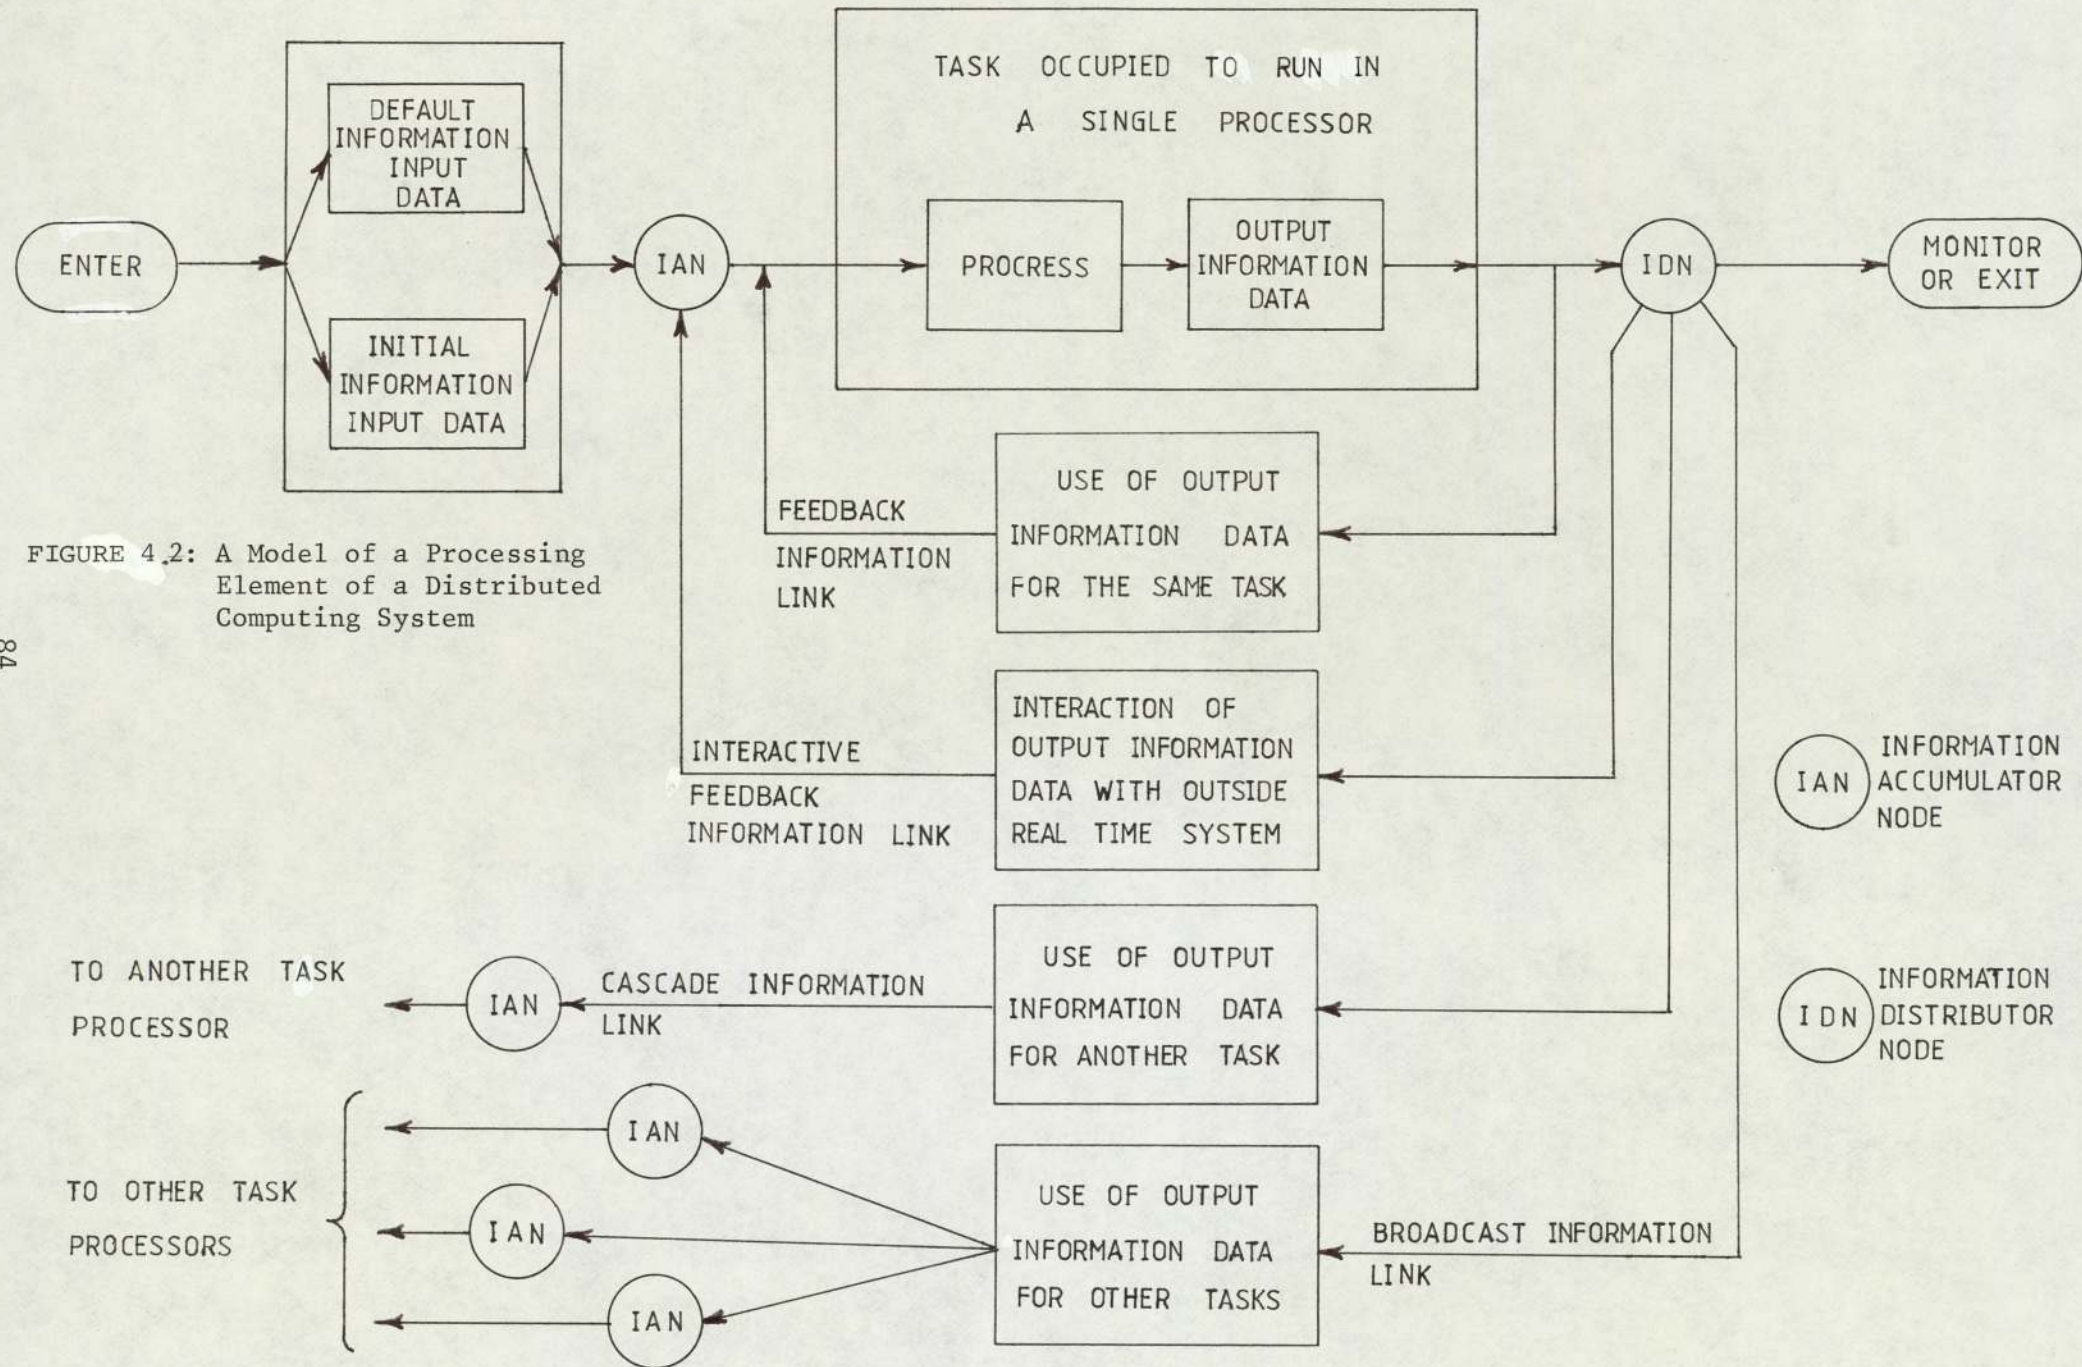 TASK OCCUPIED TO RUN IN
A SINGLE PROCESSOR
DEFAULT
INFORMATION
INPUT
DATA
ENTER
INITIAL
INFORMATION
INPUT DATA
IAN
PROCRESS
OUTPUT
INFORMATION
DATA
IDN
MONITOR
OR EXIT
FEEDBACK
INFORMATION
LINK
USE OF OUTPUT
INFORMATION DATA
FOR THE SAME TASK
FIGURE 4.2: A Model of a Processing
Element of a Distributed
Computing System
84
INTERACTIVE
FEEDBACK
INFORMATION LINK
INTERACTION OF
OUTPUT INFORMATION
DATA WITH OUTSIDE
REAL TIME SYSTEM
IAN
INFORMATION
ACCUMULATOR
NODE
TO ANOTHER TASK
PROCESSOR
IAN
CASCADE INFORMATION
LINK
USE OF OUTPUT
INFORMATION DATA
FOR ANOTHER TASK
IDN
INFORMATION
DISTRIBUTOR
NODE
TO OTHER TASK
PROCESSORS
IAN
IAN
IAN
USE OF OUTPUT
INFORMATION DATA
FOR OTHER TASKS
BROADCAST INFORMATION
LINK